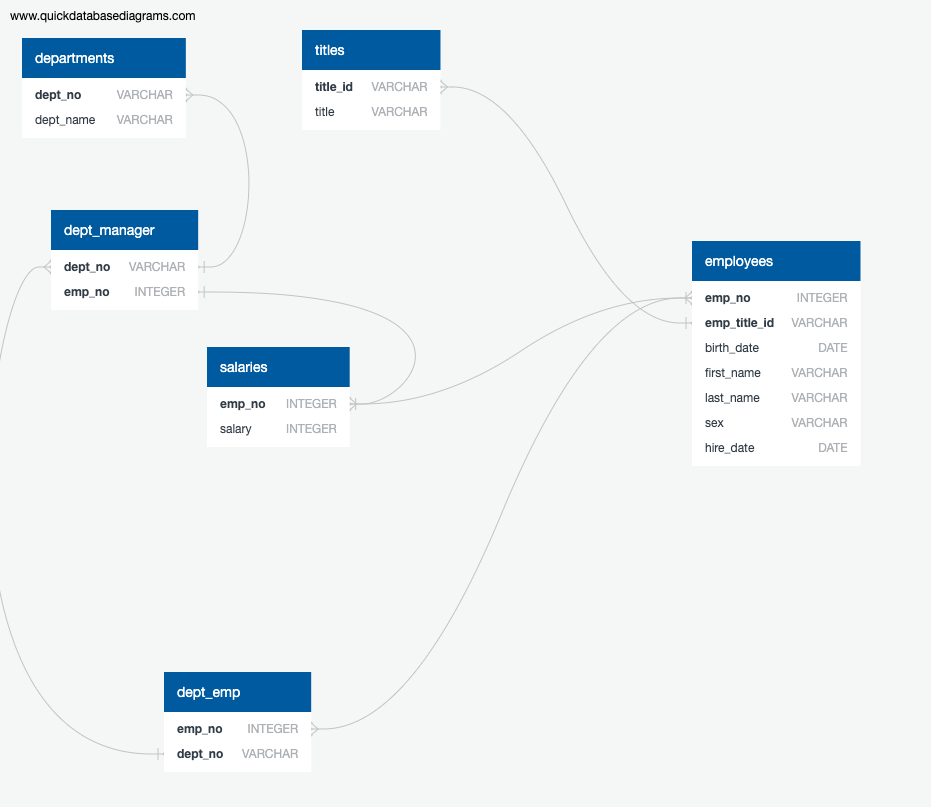 www.quickdatabasediagrams.com
departments
dept_no VARCHAR
dept_name VARCHAR
titles
title_id VARCHAR
title VARCHAR
dept_manager
dept_no VARCHAR
emp_no INTEGER
employees
emp_no INTEGER
emp_title_id VARCHAR
birth_date DATE
first_name VARCHAR
last_name VARCHAR
sex VARCHAR
hire_date DATE
salaries
emp_no INTEGER
salary INTEGER
dept_emp
emp_no INTEGER
dept_no VARCHAR